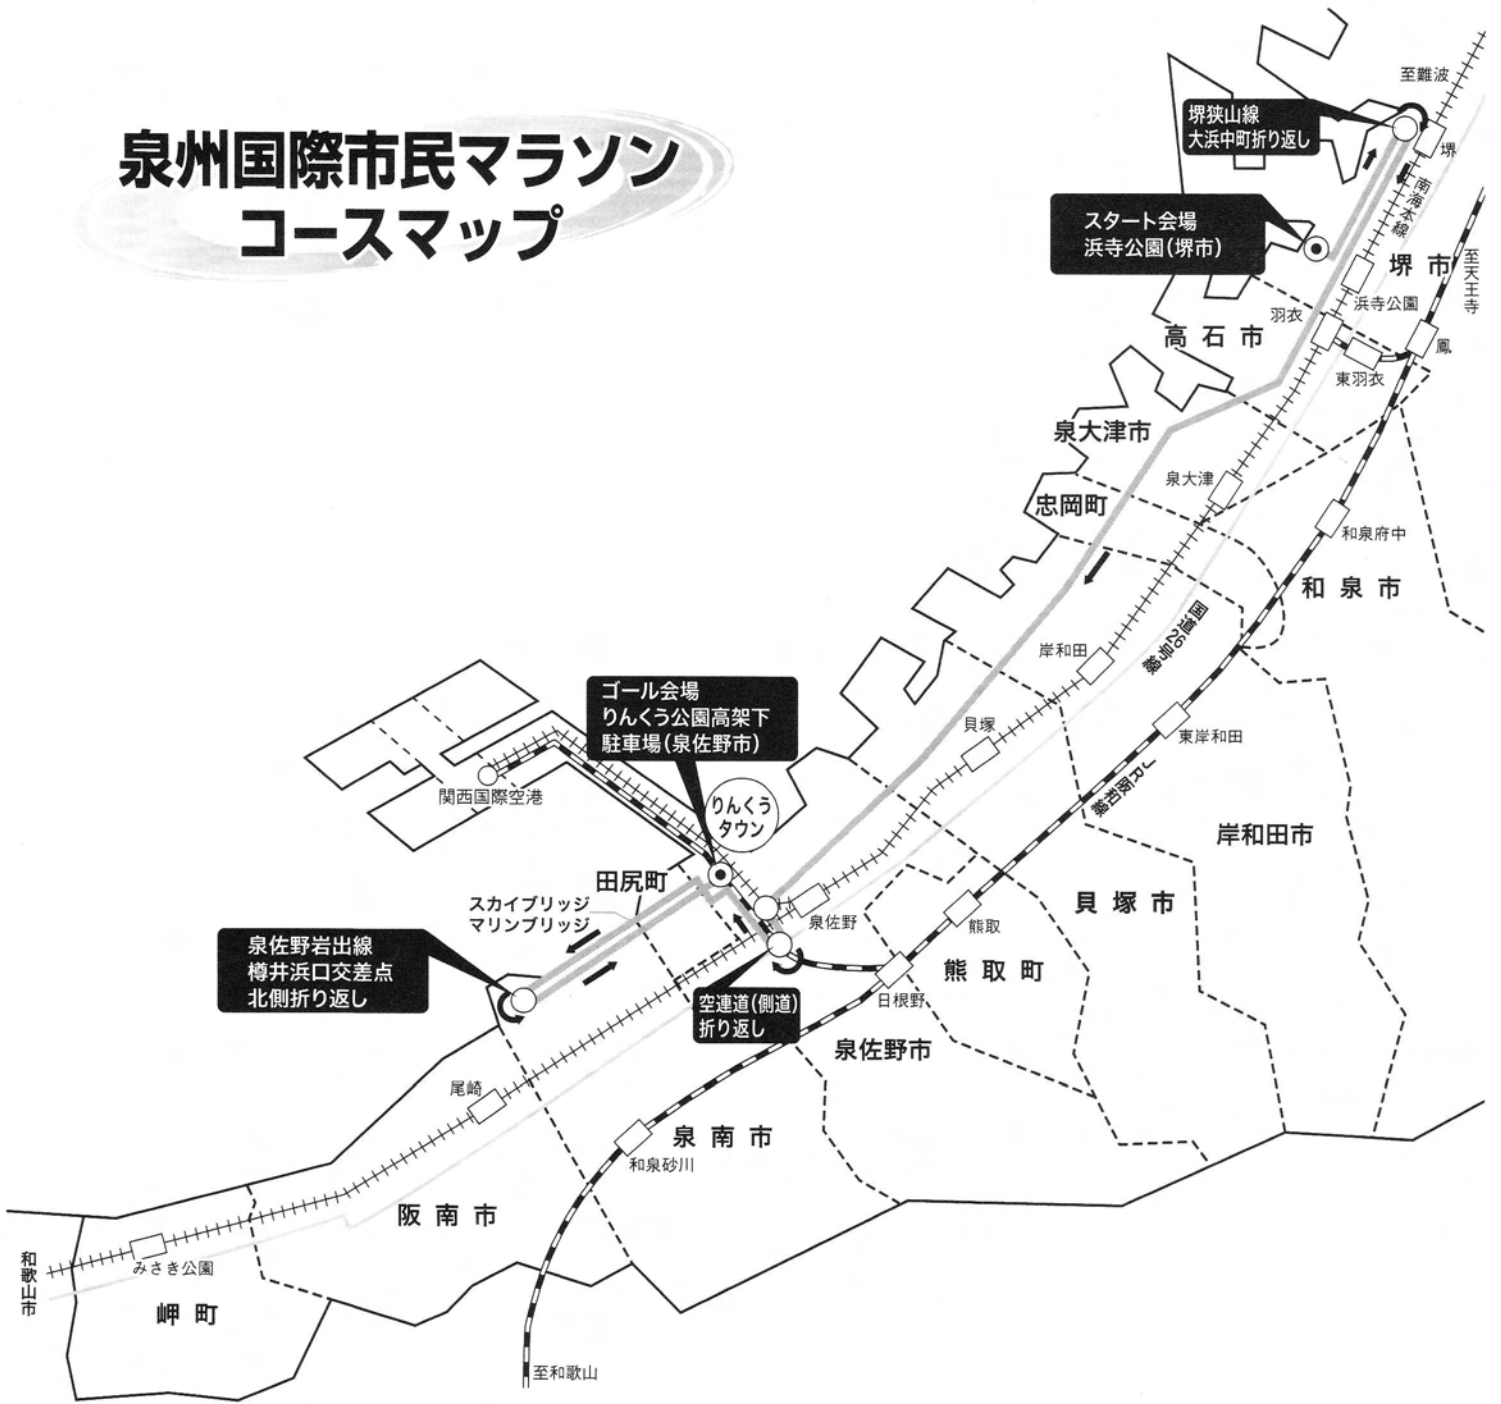 泉州国際市民マラソン
コースマップ
至難波
堺狭山線
大浜中町折り返し
堺
南海本線
スタート会場
浜寺公園(堺市)
堺市
至天王寺
浜寺公園
羽衣
高石市
鳳
東羽衣
泉大津市
泉大津
忠岡町
和泉府中
和泉市
国道26号線
岸和田
ゴール会場
りんくう公園高架下
駐車場(泉佐野市)
貝塚
東岸和田
JR阪和線
関西国際空港
りんくう
タウン
岸和田市
田尻町
スカイブリッジ
マリンブリッジ
貝塚市
泉佐野
熊取
泉佐野岩出線
樽井浜口交差点
北側折り返し
熊取町
日根野
空連道(側道)
折り返し
泉佐野市
尾崎
泉南市
和泉砂川
阪南市
和歌山市
みさき公園
岬町
至和歌山